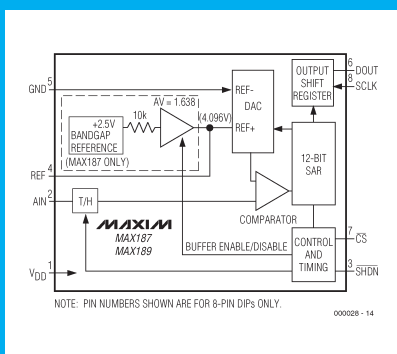 6
OUTPUT
SHIFT
REGISTER
DOUT
8
SCLK
5
GND
AV = 1.638
(4.096V)
REF-
DAC
REF+
10k
+2.5V
BANDGAP
REFERENCE
(MAX187 ONLY)
12-BIT
SAR
4
REF
2
AIN
T/H
COMPARATOR
MAXIM
MAX187
MAX189
BUFFER ENABLE/DISABLE
CONTROL
AND
TIMING
7
CS
3
SHDN
1
VDD
NOTE: PIN NUMBERS SHOWN ARE FOR 8-PIN DIPs ONLY.
000028 - 14